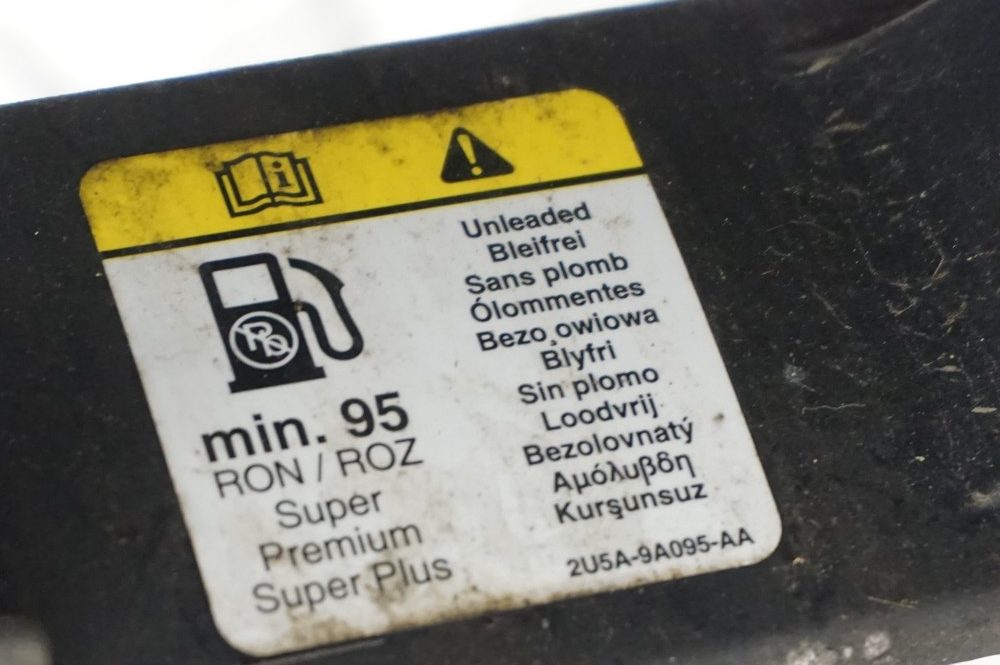 Pb
min. 95
RON / ROZ
Super
Premium
Super Plus
Unleaded
Bleifrei
Sans plomb
Ólommentes
Bezo,owiowa
Blyfri
Sin plomo
Loodvrij
Bezolovnatý
Αμόλυβδη
Kurşunsuz
2U5A-9A095-AA